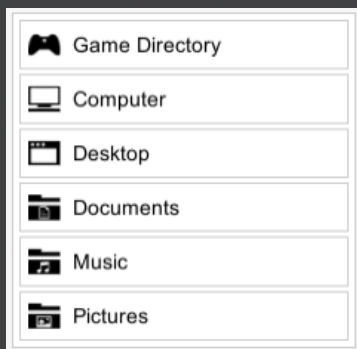 Game Directory
Computer
Desktop
Documents
Music
Pictures